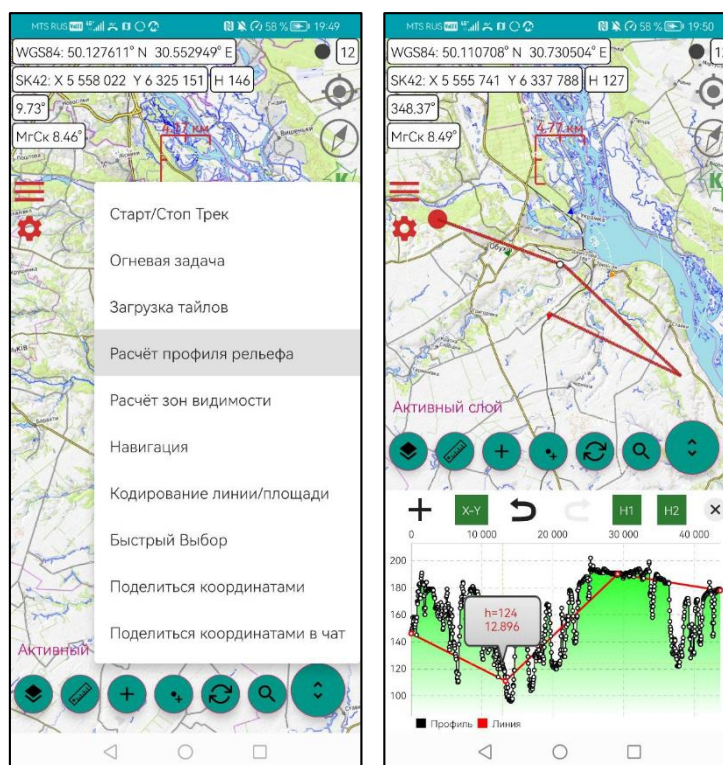 MTS RUS
58 % 19:49
WGS84: 50.127611° N 30.552949° E
12
SK42: X 5 558 022 Y 6 325 151 H 146
9.73°
МгСк 8.46°
4.77 км
Вишеньки
Старт/Стоп Трек
Огневая задача
Загрузка тайлов
Расчёт профиля рельефа
Расчёт зон видимости
Навигация
Кодирование линии/площади
Быстрый Выбор
Поделиться координатами
Поделиться координатами в чат
Активный
MTS RUS
58 % 19:50
WGS84: 50.110708° N 30.730504° E
SK42: X 5 555 741 Y 6 337 788 H 127
348.37°
МгСк 8.49°
4.77 км
Українка
Обухів
Активный слой
X-Y H1 H2
0 10 000 20 000 30 000 40 000
200
180
160
140
120
100
h=124
12.896
Профиль Линия